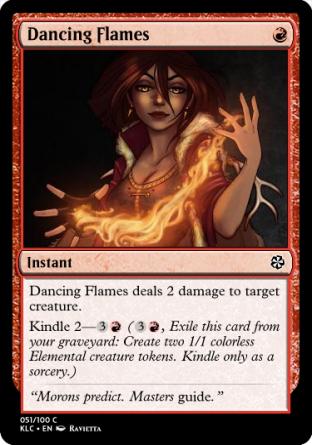 Dancing Flames
Instant
Dancing Flames deals 2 damage to target
creature.
Kindle 2—3 ( 3 , Exile this card from
your graveyard: Create two 1/1 colorless
Elemental creature tokens. Kindle only as a
sorcery.)
"Morons predict. Masters guide."
051/100 C
KLC • EN Ravietta